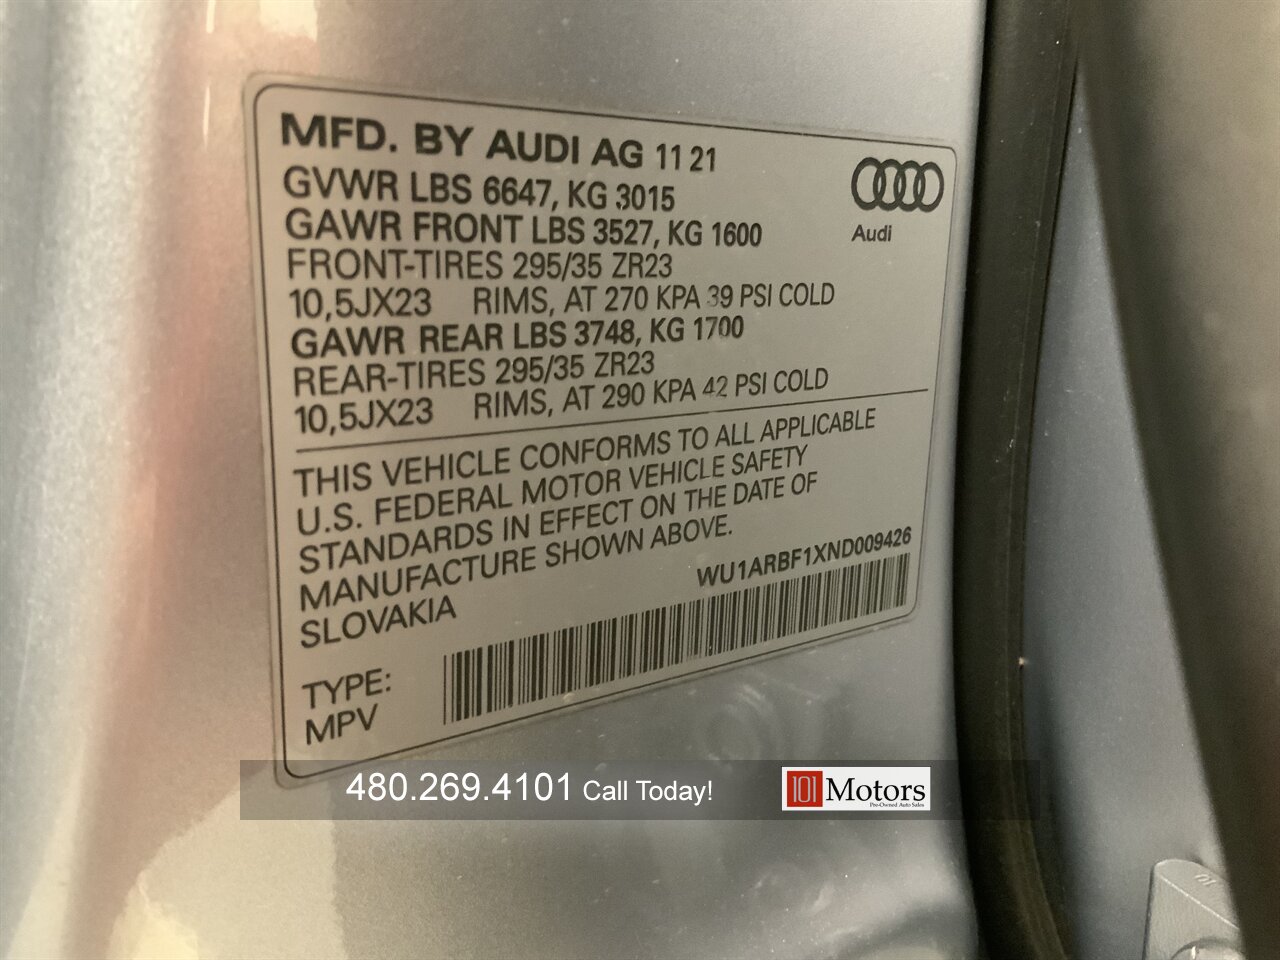 MFD. BY AUDI AG 11 21
GVWR LBS 6647, KG 3015
GAWR FRONT LBS 3527, KG 1600
FRONT-TIRES 295/35 ZR23
10,5JX23 RIMS, AT 270 KPA 39 PSI COLD
GAWR REAR LBS 3748, KG 1700
REAR-TIRES 295/35 ZR23
10,5JX23 RIMS, AT 290 KPA 42 PSI COLD
Audi
THIS VEHICLE CONFORMS TO ALL APPLICABLE
U.S. FEDERAL MOTOR VEHICLE SAFETY
STANDARDS IN EFFECT ON THE DATE OF
MANUFACTURE SHOWN ABOVE.
SLOVAKIA
WU1ARBF1XND009426
TYPE:
MPV
480.269.4101 Call Today!
101 Motors
Pre-Owned Auto Sales